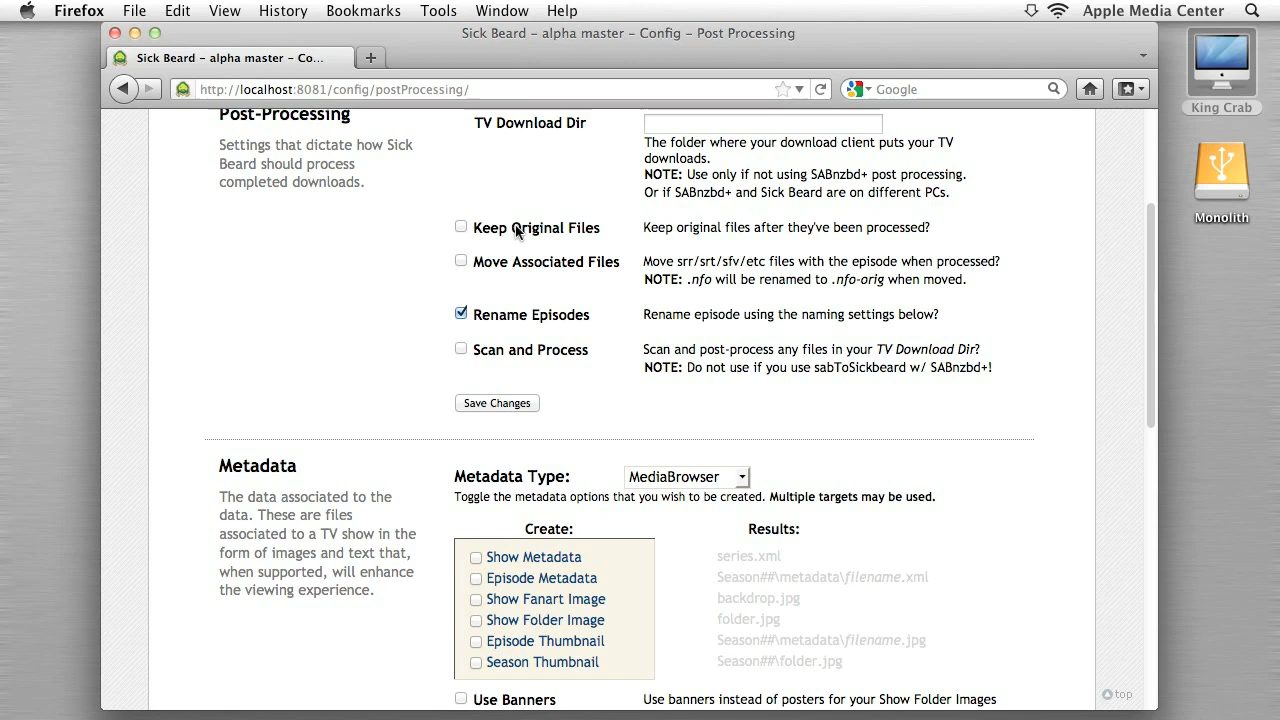 Firefox File Edit View History Bookmarks Tools Window Help Apple Media Center
Sick Beard – alpha master – Config – Post Processing
Sick Beard – alpha master – Co...
http://localhost:8081/config/postProcessing/
Google
King Crab
Monolith
Post-Processing
Settings that dictate how Sick
Beard should process
completed downloads.
TV Download Dir
The folder where your download client puts your TV
downloads.
NOTE: Use only if not using SABnzbd+ post processing.
Or if SABnzbd+ and Sick Beard are on different PCs.
Keep Original Files Keep original files after they've been processed?
Move Associated Files Move srr/srt/sfv/etc files with the episode when processed?
NOTE: .nfo will be renamed to .nfo-orig when moved.
Rename Episodes Rename episode using the naming settings below?
Scan and Process Scan and post-process any files in your TV Download Dir?
NOTE: Do not use if you use sabToSickbeard w/ SABnzbd+!
Save Changes
Metadata
The data associated to the
data. These are files
associated to a TV show in the
form of images and text that,
when supported, will enhance
the viewing experience.
Metadata Type: MediaBrowser
Toggle the metadata options that you wish to be created. Multiple targets may be used.
Create: Results:
Show Metadata series.xml
Episode Metadata Season##\metadata\filename.xml
Show Fanart Image backdrop.jpg
Show Folder Image folder.jpg
Episode Thumbnail Season##\metadata\filename.jpg
Season Thumbnail Season##\folder.jpg
Use Banners Use banners instead of posters for your Show Folder Images
top